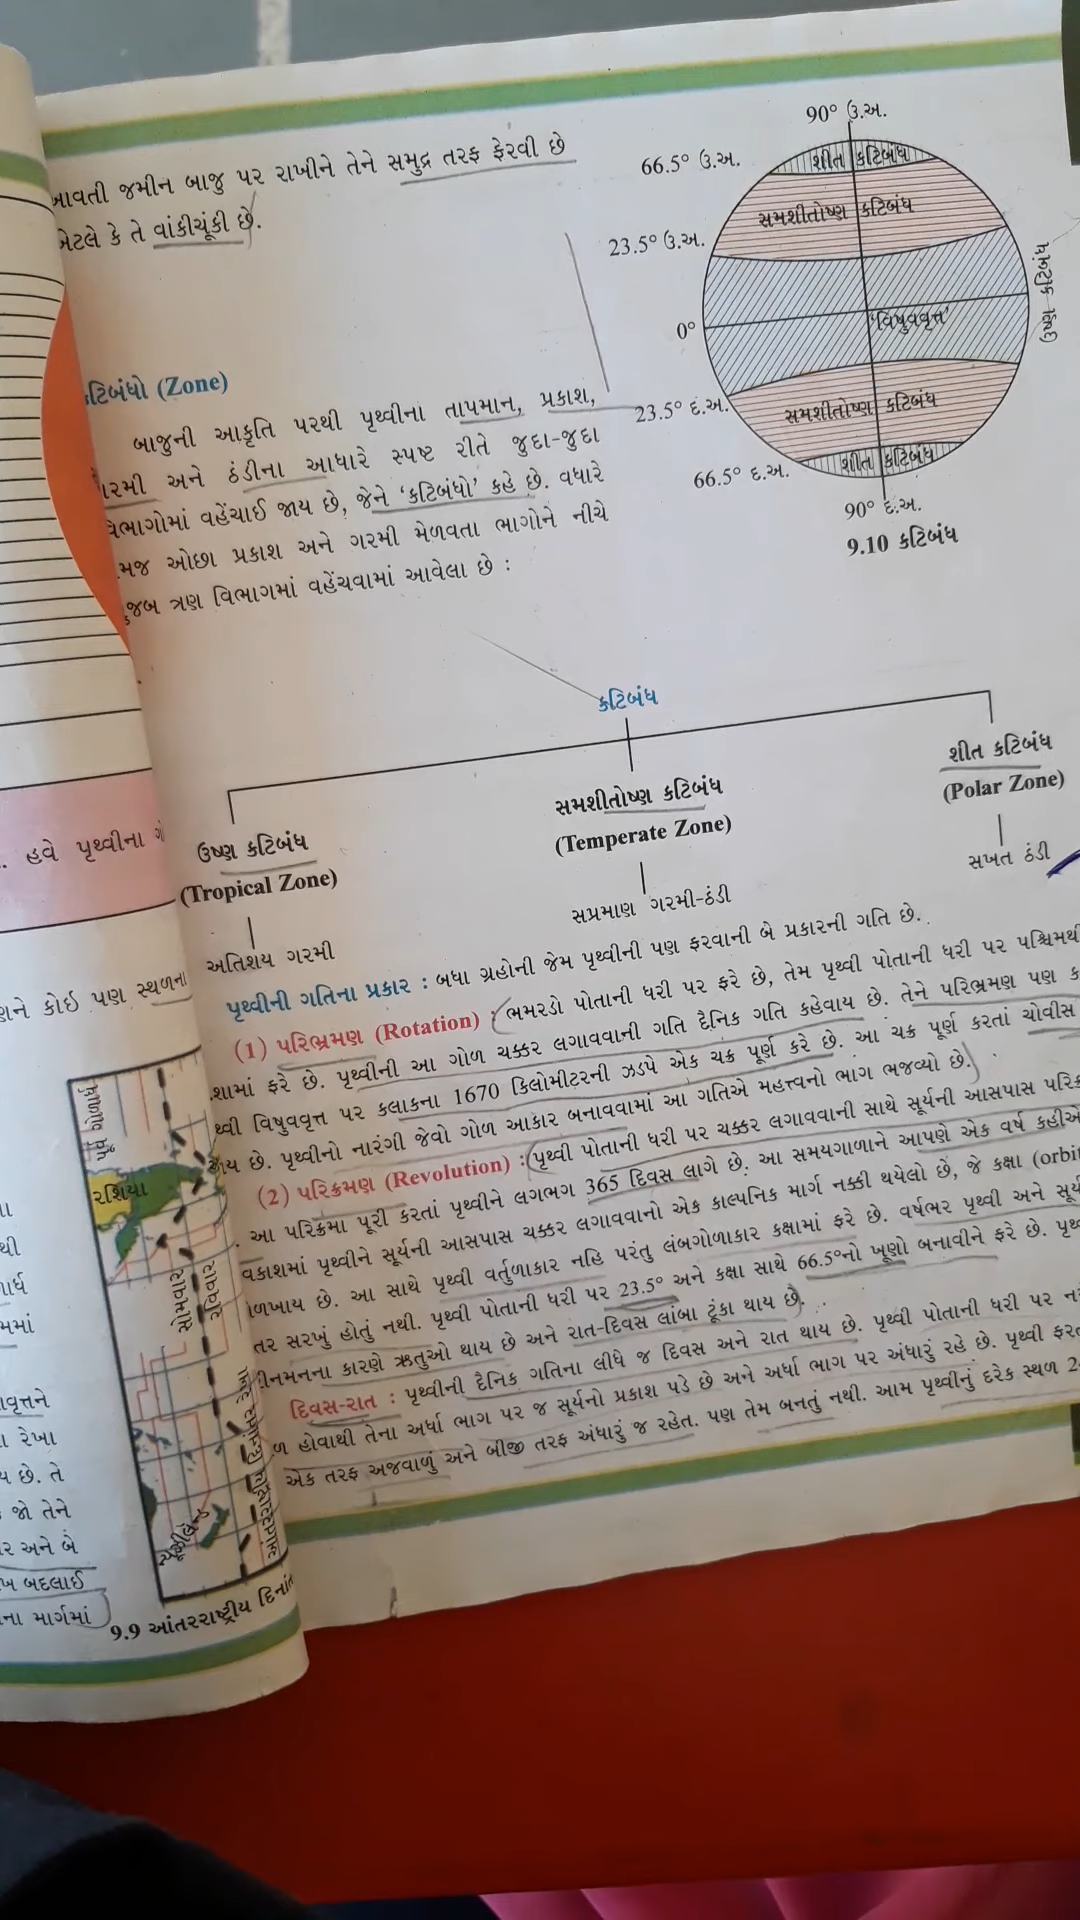 જમીન બાજુ પર રાખીને તેને સમુદ્ર તરફ ફેરવી છે
કે તે વાંકીચૂંકી છે.
90° ઉ.અ.
66.5° ઉ.અ.
શીત કટિબંધ
સમશીતોષ્ણ કટિબંધ
23.5° ઉ.અ.
ઉષ્ણ કટિબંધ
0°
'વિષુવવૃત્ત'
23.5° દ.અ.
સમશીતોષ્ણ કટિબંધ
66.5° દ.અ.
શીત કટિબંધ
90° દ.અ.
9.10 કટિબંધ
(Zone)
બાજુની આકૃતિ પરથી પૃથ્વીના તાપમાન, પ્રકાશ,
અને ઠંડીના આધારે સ્પષ્ટ રીતે જુદા-જુદા
વહેંચાઈ જાય છે, જેને ‘કટિબંધો’ કહે છે. વધારે
ઓછા પ્રકાશ અને ગરમી મેળવતા ભાગોને નીચે
ત્રણ વિભાગમાં વહેંચવામાં આવેલા છે :
કટિબંધ
ઉષ્ણ કટિબંધ
(Tropical Zone)
અતિશય ગરમી
સમશીતોષ્ણ કટિબંધ
(Temperate Zone)
સપ્રમાણ ગરમી-ઠંડી
શીત કટિબંધ
(Polar Zone)
સખત ઠંડી
પૃથ્વીની ગતિના પ્રકાર : બધા ગ્રહોની જેમ પૃથ્વીની પણ ફરવાની બે પ્રકારની ગતિ છે.
(1) પરિભ્રમણ (Rotation) : ભમરડો પોતાની ધરી પર ફરે છે, તેમ પૃથ્વી પોતાની ધરી પર
ફરે છે. પૃથ્વીની આ ગોળ ચક્કર લગાવવાની ગતિ દૈનિક ગતિ કહેવાય છે. તેને પરિભ્રમણ પણ
વિષુવવૃત્ત પર કલાકના 1670 કિલોમીટરની ઝડપે એક ચક્ર પૂર્ણ કરે છે. આ ચક્ર પૂર્ણ કરતાં ચોવીસ
છે. પૃથ્વીનો નારંગી જેવો ગોળ આકાર બનાવવામાં આ ગતિએ મહત્ત્વનો ભાગ ભજવ્યો છે.
(2) પરિક્રમણ (Revolution) : પૃથ્વી પોતાની ધરી પર ચક્કર લગાવવાની સાથે સૂર્યની આસપાસ
આ પરિક્રમા પૂરી કરતાં પૃથ્વીને લગભગ 365 દિવસ લાગે છે. આ સમયગાળાને આપણે એક વર્ષ
પૃથ્વીને સૂર્યની આસપાસ ચક્કર લગાવવાનો એક કાલ્પનિક માર્ગ નક્કી થયેલો છે, જે કક્ષા
છે. આ સાથે પૃથ્વી વર્તુળાકાર નહિ પરંતુ લંબગોળાકાર કક્ષામાં ફરે છે. વર્ષભર પૃથ્વી અને
સરખું હોતું નથી. પૃથ્વી પોતાની ધરી પર 23.5° અને કક્ષા સાથે 66.5°નો ખૂણો બનાવીને ફરે છે.
કારણે ઋતુઓ થાય છે અને રાત-દિવસ લાંબા ટૂંકા થાય છે.
દિવસ-રાત : પૃથ્વીની દૈનિક ગતિના લીધે જ દિવસ અને રાત થાય છે. પૃથ્વી પોતાની ધરી પર
હોવાથી તેના અર્ધા ભાગ પર જ સૂર્યનો પ્રકાશ પડે છે અને અર્ધા ભાગ પર અંધારું રહે છે. પૃથ્વી
એક તરફ અજવાળું અને બીજી તરફ અંધારું જ રહેત. પણ તેમ બનતું નથી. આમ પૃથ્વીનું દરેક સ્થળ
હવે પૃથ્વીના
કોઈ પણ સ્થળના
રશિયા
સોમવાર
રવિવાર
ન્યૂઝીલૅન્ડ
9.9 આંતરરાષ્ટ્રીય
રેખા
છે. તે
જો તેને
અને બે
બદલાઈ
માર્ગમાં